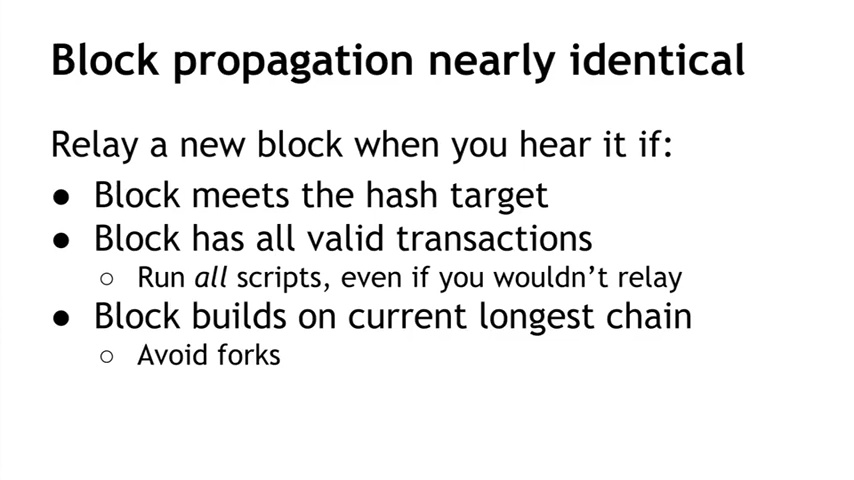 Block propagation nearly identical
Relay a new block when you hear it if:
● Block meets the hash target
● Block has all valid transactions
○ Run all scripts, even if you wouldn’t relay
● Block builds on current longest chain
○ Avoid forks